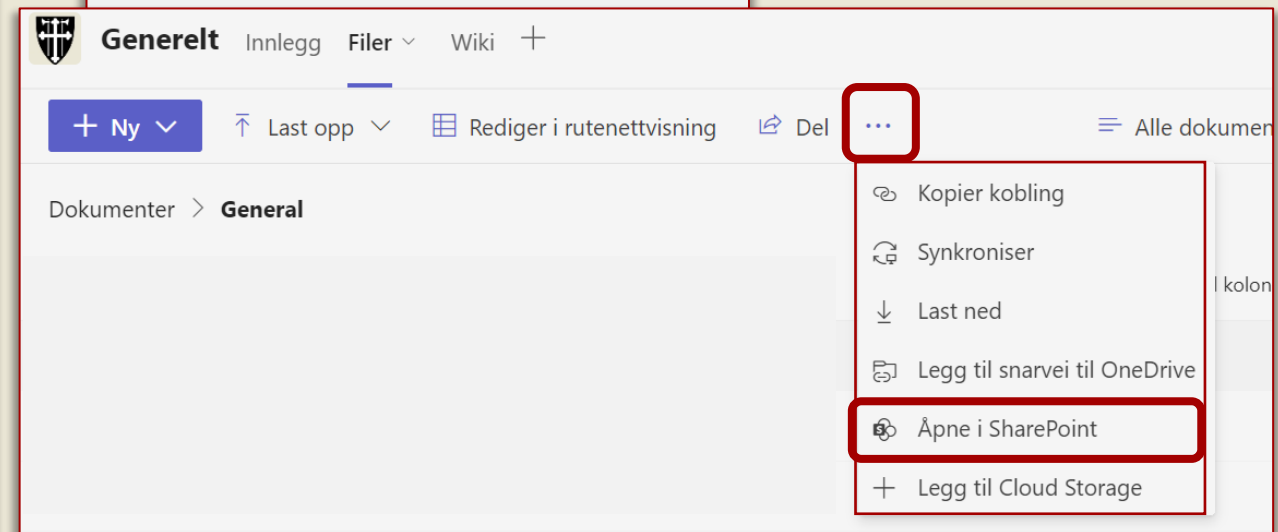 Generelt Innlegg Filer Wiki
Ny Last opp Rediger i rutenettvisning Del ... Alle dokumen
Dokumenter > General
Kopier kobling
Synkroniser
l kolon
Last ned
Legg til snarvei til OneDrive
Åpne i SharePoint
Legg til Cloud Storage